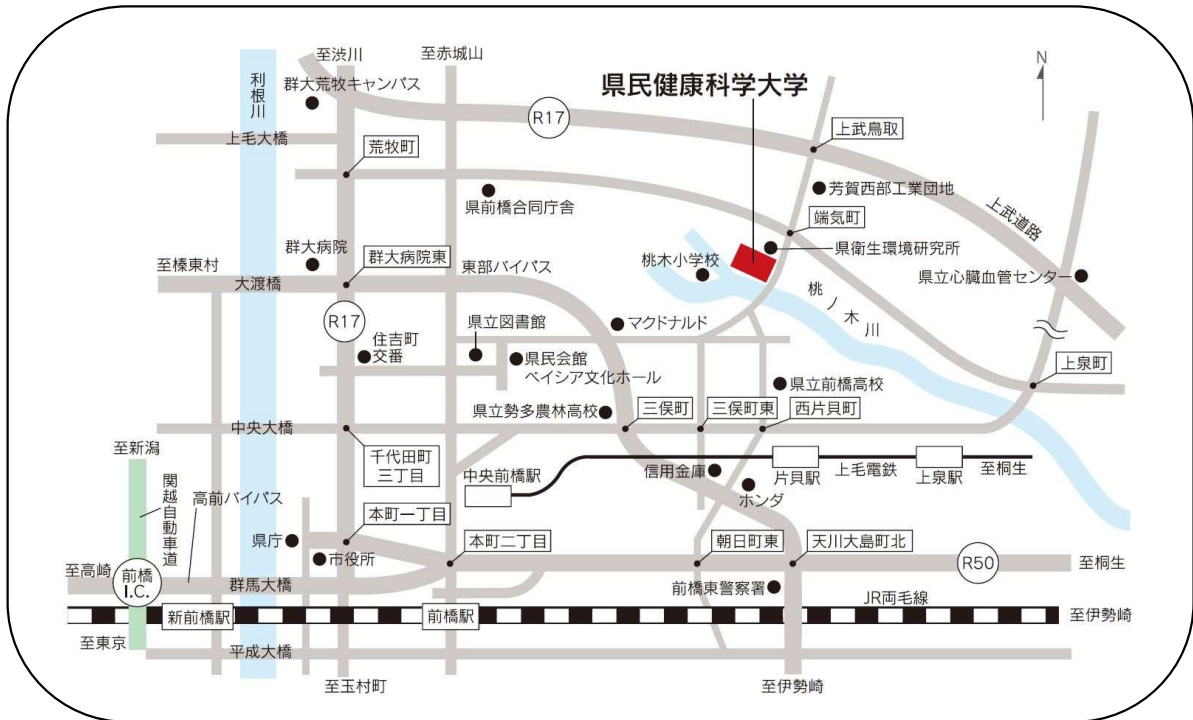 至渋川
至赤城山
利根川
群大荒牧キャンパス
県民健康科学大学
N
R17
上毛大橋
荒牧町
上武鳥取
県前橋合同庁舎
芳賀西部工業団地
端気町
上武道路
群大病院
群大病院東
東部バイパス
桃木小学校
県衛生環境研究所
至榛東村
大渡橋
県立心臓血管センター
桃ノ木川
R17
住吉町
交番
県立図書館
マクドナルド
県民会館
ベイシア文化ホール
上泉町
県立前橋高校
県立勢多農林高校
三俣町
三俣町東
西片貝町
中央大橋
至新潟
千代田町
三丁目
中央前橋駅
信用金庫
片貝駅
上毛電鉄
上泉駅
至桐生
関越自動車道
高前バイパス
ホンダ
本町一丁目
県庁
市役所
本町二丁目
朝日町東
天川大島町北
R50
至桐生
至高崎
前橋
I.C.
群馬大橋
前橋東警察署
JR両毛線
新前橋駅
前橋駅
至伊勢崎
至東京
平成大橋
至玉村町
至伊勢崎